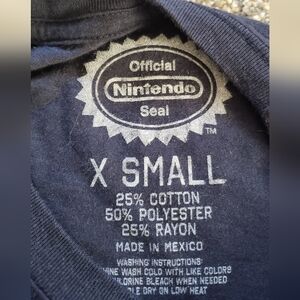 Official
Nintendo
Seal
TM
X SMALL
25% COTTON
50% POLYESTER
25% RAYON
MADE IN MEXICO
WASHING INSTRUCTIONS
WASH COLD WITH LIKE COLORS
BLEACH WHEN NEEDED
DRY ON LOW HEAT